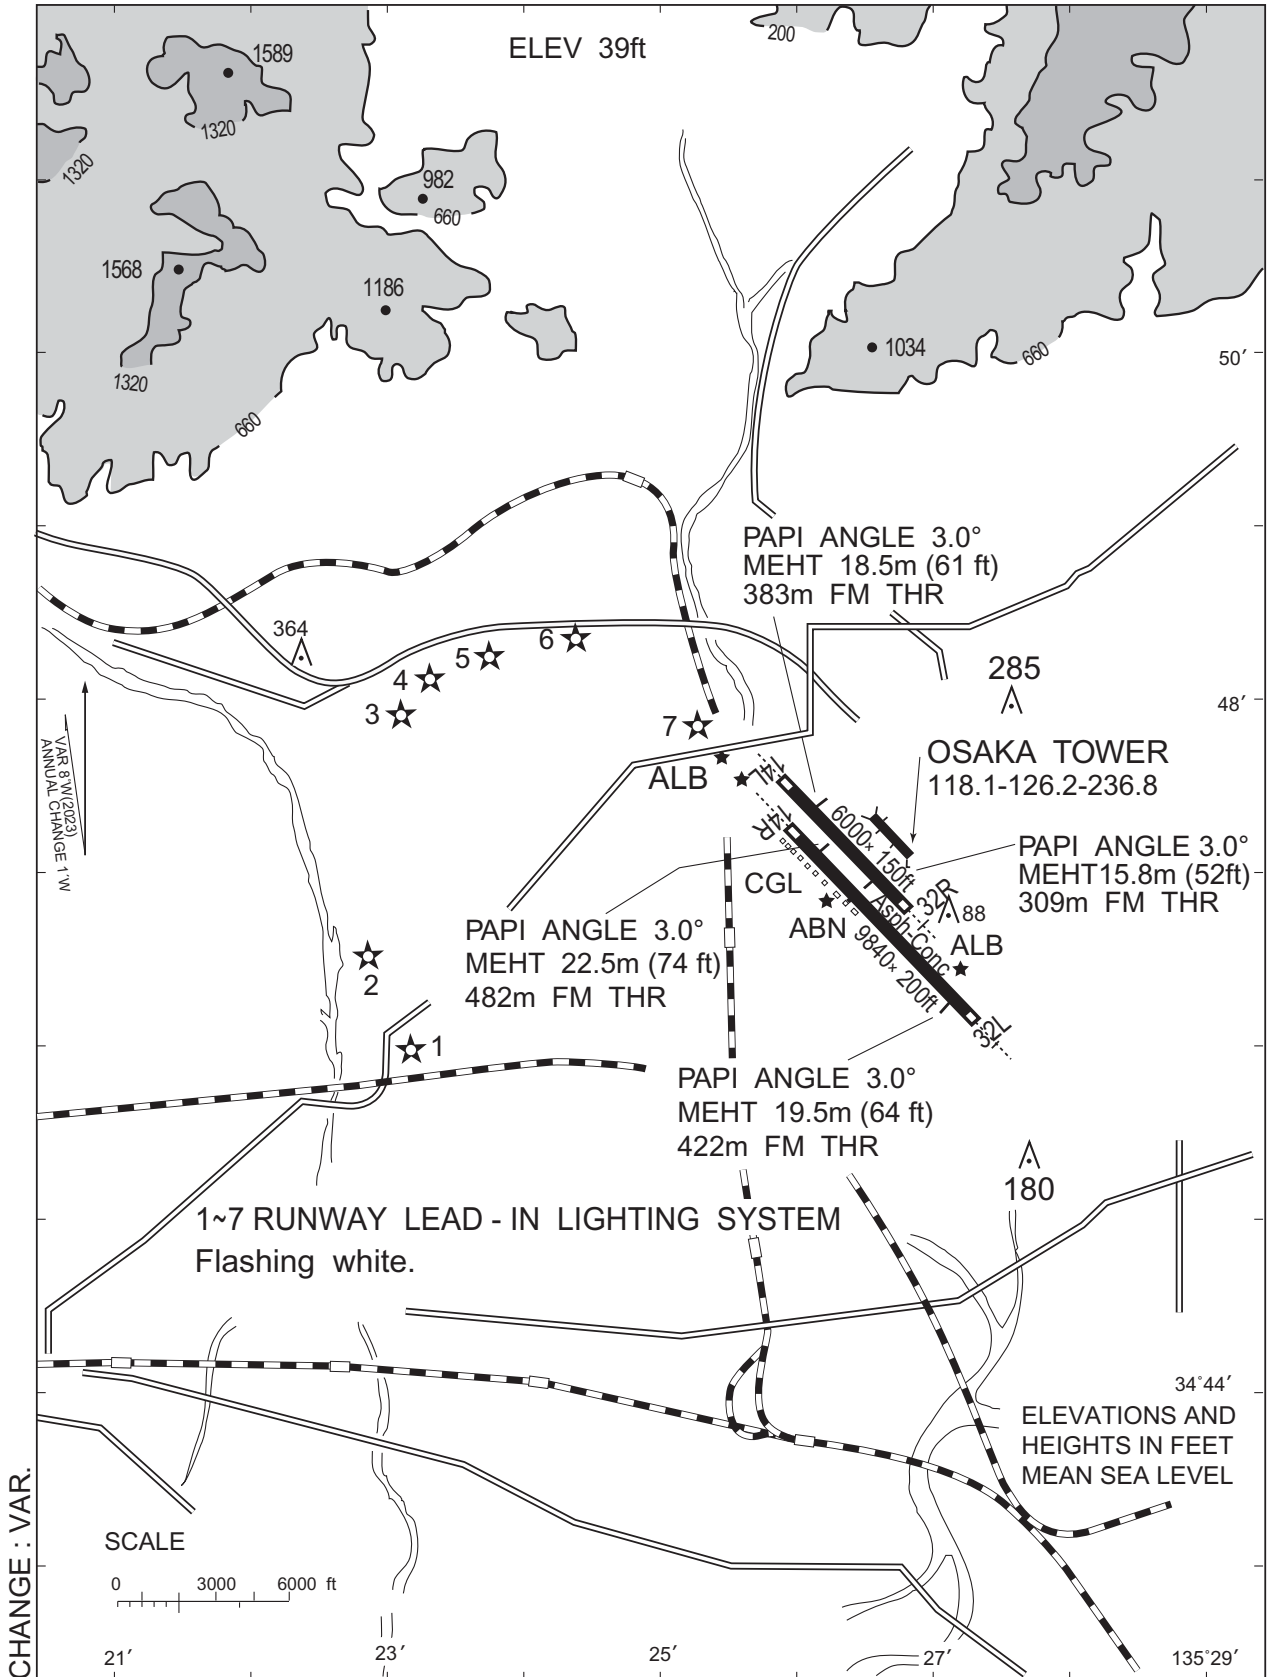 ELEV 39ft
200
1589
1320
1320
982
660
1568
1186
1320
1034
660
50′
660
PAPI ANGLE 3.0°
MEHT 18.5m (61 ft)
383m FM THR
364
6
5
4
3
7
285
48′
VAR 8°W(2023)
ANNUAL CHANGE 1'W
ALB
OSAKA TOWER
118.1-126.2-236.8
14L
14R
6000× 150ft
PAPI ANGLE 3.0°
MEHT15.8m (52ft)
309m FM THR
CGL
ABN
32R
88
ALB
Asph-Conc
9840× 200ft
32L
PAPI ANGLE 3.0°
MEHT 22.5m (74 ft)
482m FM THR
2
1
PAPI ANGLE 3.0°
MEHT 19.5m (64 ft)
422m FM THR
180
1~7 RUNWAY LEAD - IN LIGHTING SYSTEM
Flashing white.
34°44′
ELEVATIONS AND
HEIGHTS IN FEET
MEAN SEA LEVEL
CHANGE : VAR.
SCALE
0 3000 6000 ft
21′ 23′ 25′ 27′ 135°29′